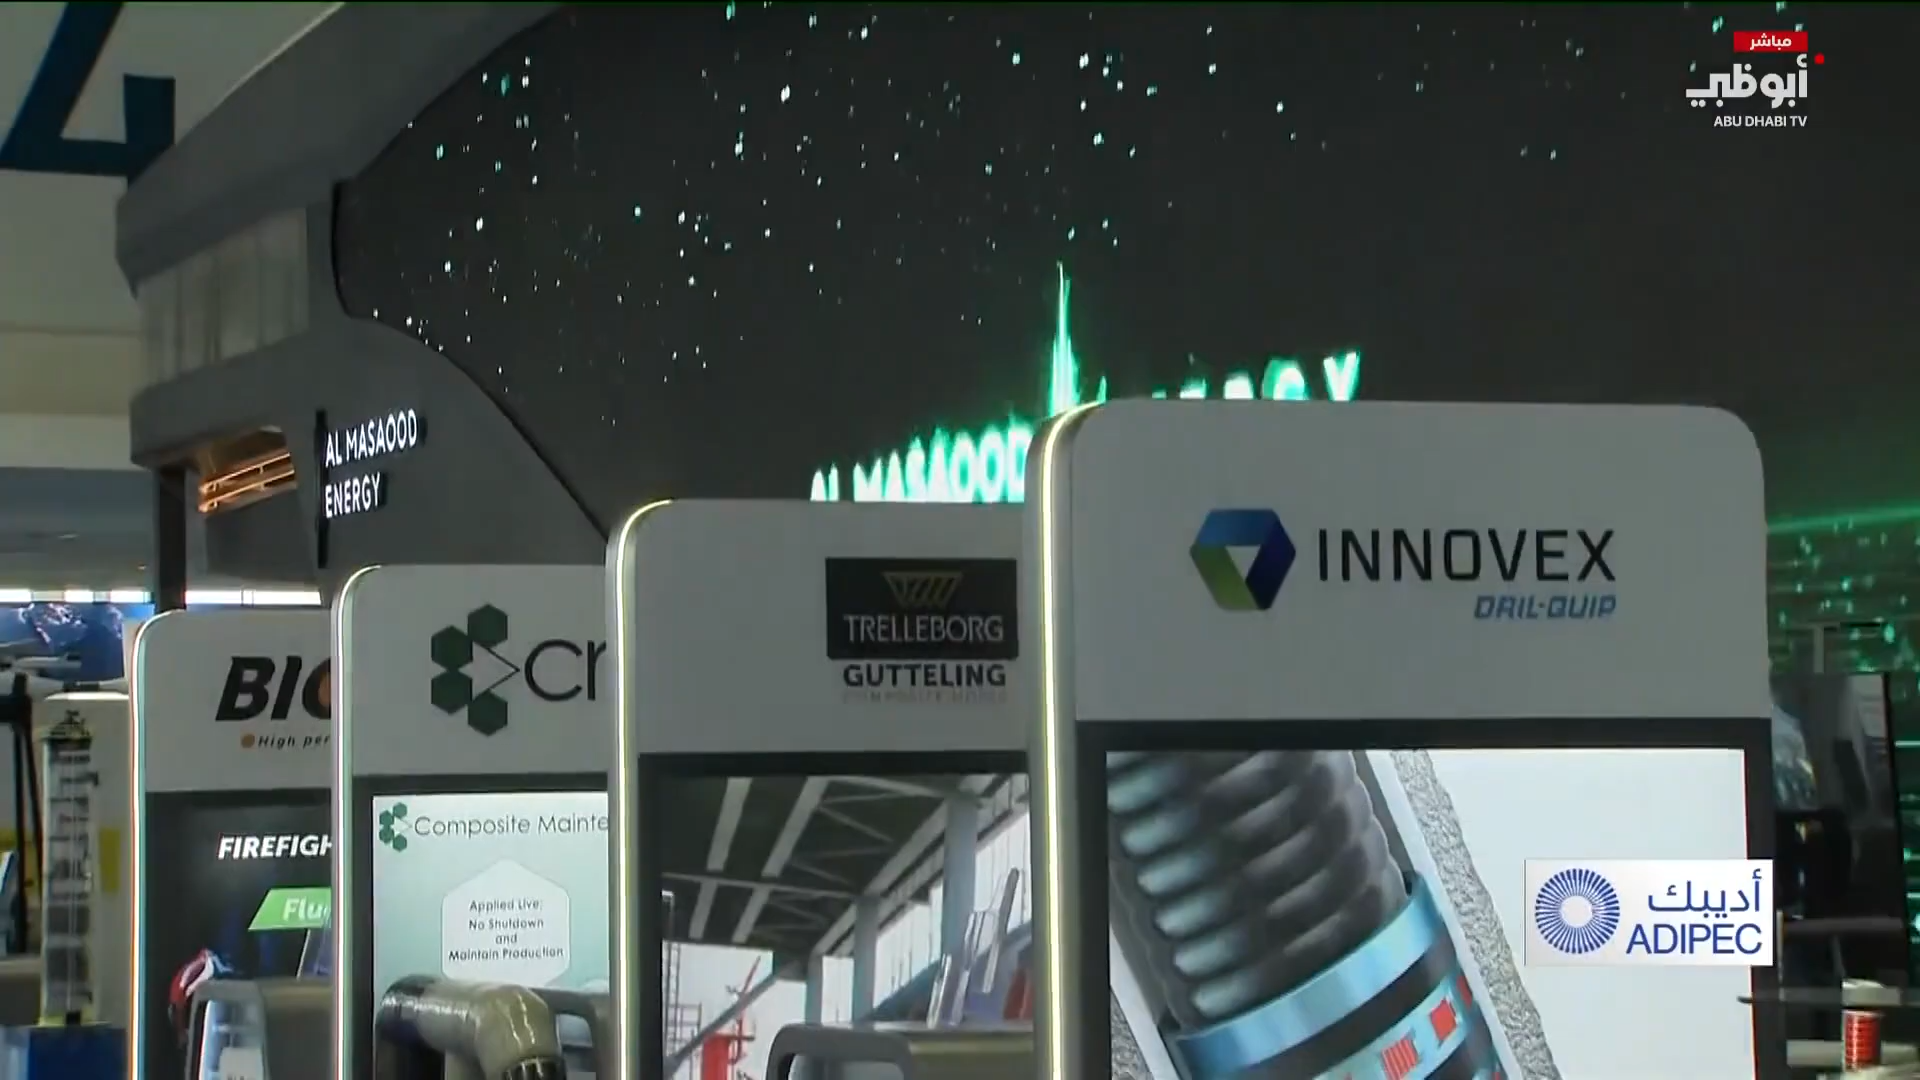 مباشر
أبوظبي
ABU DHABI TV
AL MASAOOD
ENERGY
AL MASAOOD
INNOVEX
DRIL-QUIP
TRELLEBORG
GUTTELING
High
FIREFIGH
Composite Mainte
Applied Live:
No Shutdown
and
Maintain Production
أديبك
ADIPEC